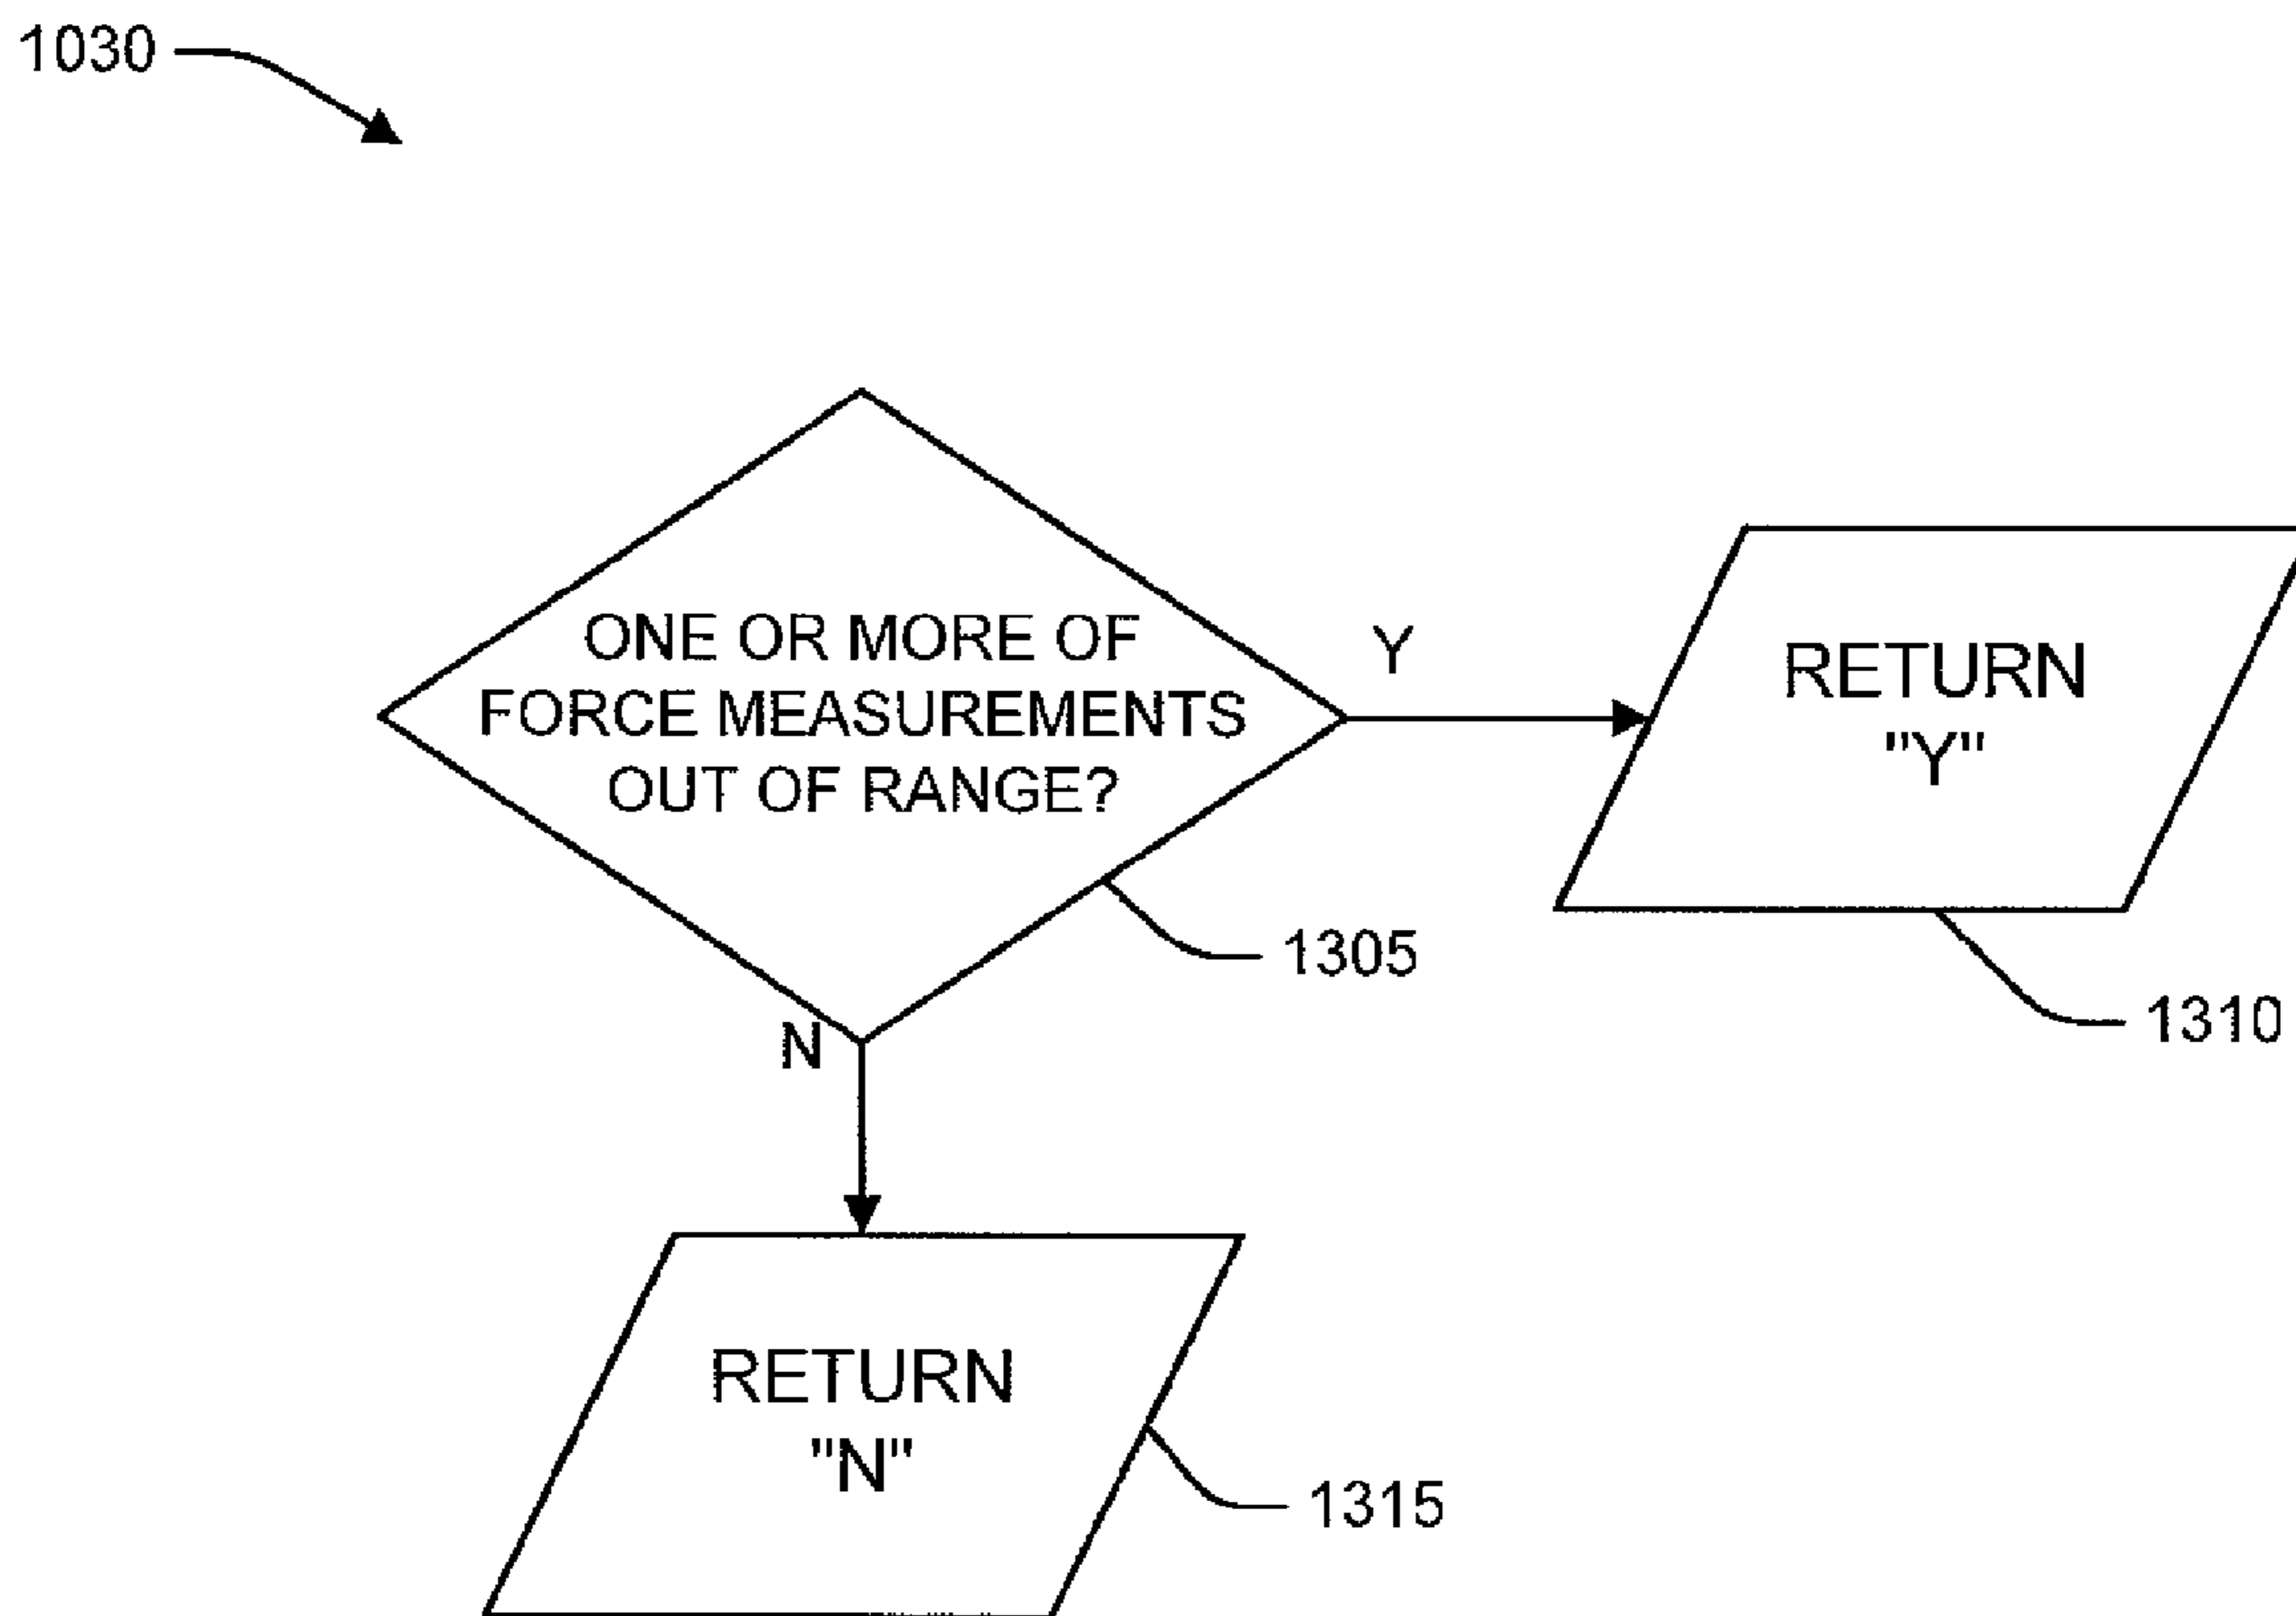 1030
ONE OR MORE OF
FORCE MEASUREMENTS
OUT OF RANGE?
Y
RETURN
"Y"
1305
1310
N
RETURN
"N"
1315